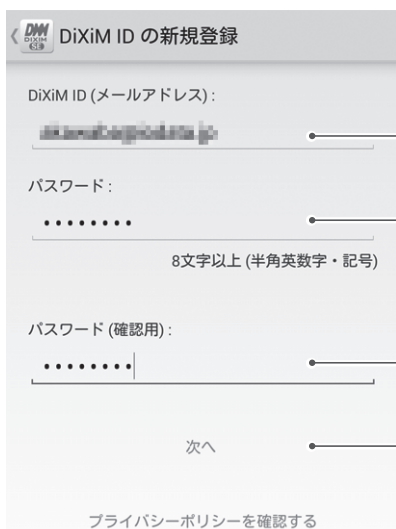 DiXiM ID の新規登録
DiXiM ID (メールアドレス) :
パスワード :
••••••••
8文字以上 (半角英数字・記号)
パスワード (確認用) :
••••••••
次へ
プライバシーポリシーを確認する